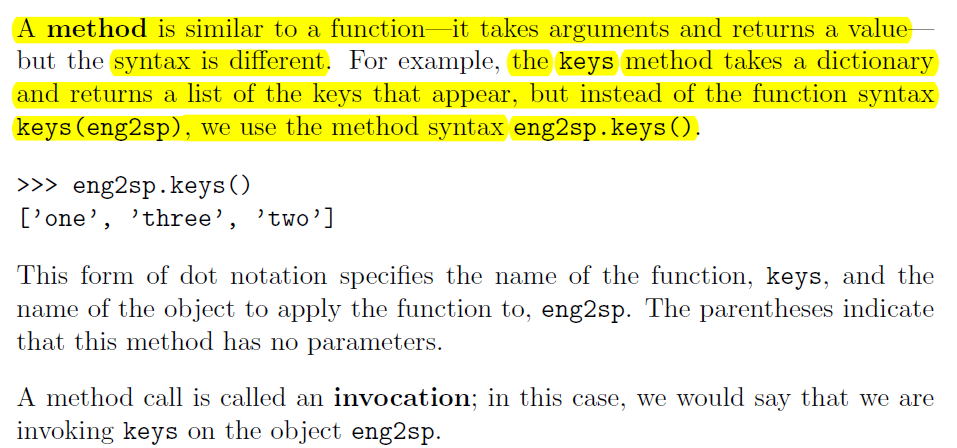 A method is similar to a function—it takes arguments and returns a value—
but the syntax is different. For example, the keys method takes a dictionary
and returns a list of the keys that appear, but instead of the function syntax
keys(eng2sp), we use the method syntax eng2sp.keys().
>>> eng2sp.keys()
[’one’, ’three’, ’two’]
This form of dot notation specifies the name of the function, keys, and the
name of the object to apply the function to, eng2sp. The parentheses indicate
that this method has no parameters.
A method call is called an invocation; in this case, we would say that we are
invoking keys on the object eng2sp.